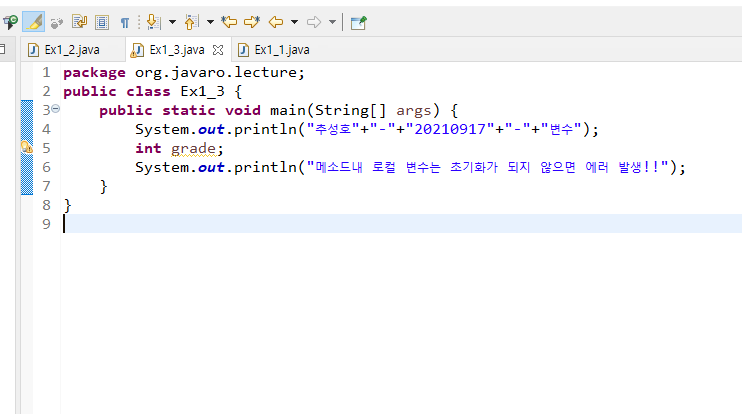 Ex1_2.java Ex1_3.java Ex1_1.java
1 package org.javaro.lecture;
2 public class Ex1_3 {
3 public static void main(String[] args) {
4 System.out.println("추성호"+"-"+"20210917"+"-"+"변수");
5 int grade;
6 System.out.println("메소드내 로컬 변수는 초기화가 되지 않으면 에러 발생!!");
7 }
8 }
9